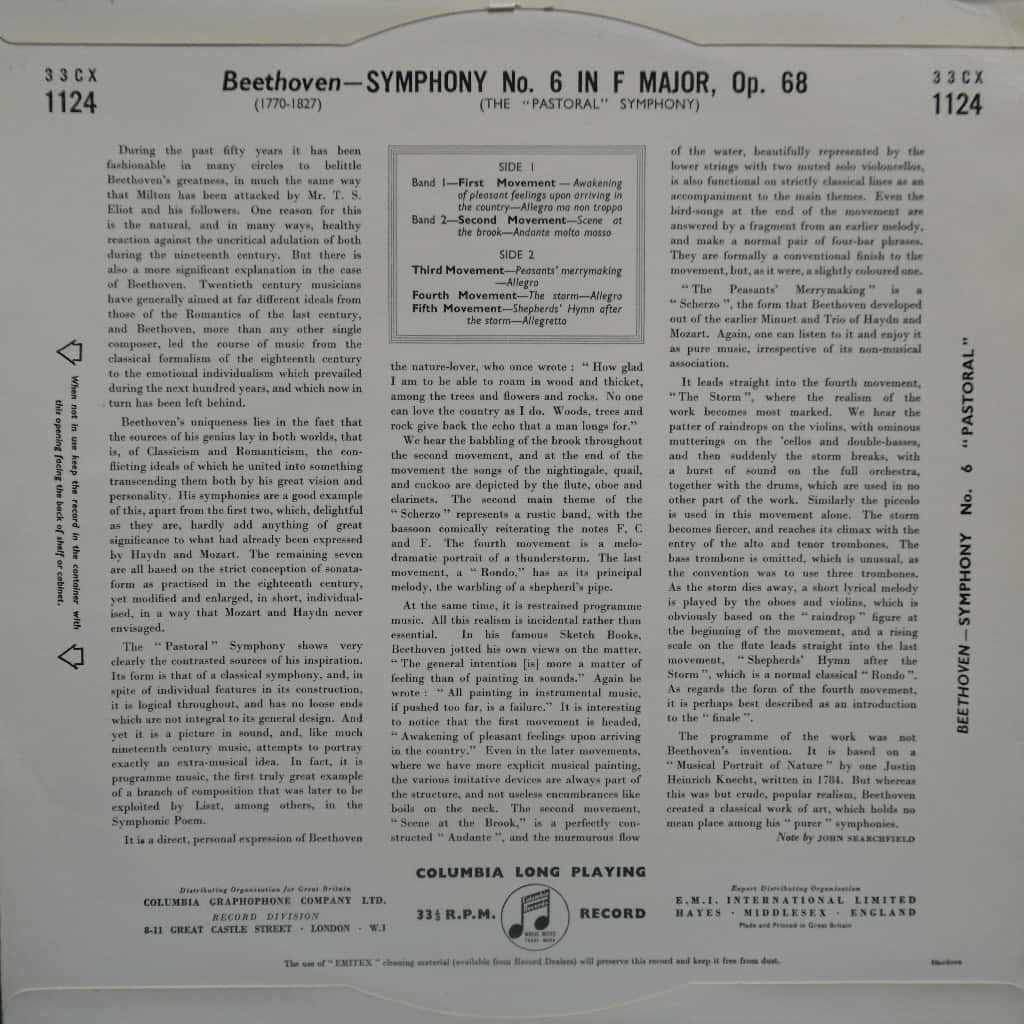 33CX
1124
Beethoven—SYMPHONY No. 6 IN F MAJOR, Op. 68
(1770-1827)
(THE "PASTORAL" SYMPHONY)
33CX
1124
During the past fifty years it has been
fashionable in many circles to belittle
Beethoven's greatness, in much the same way
that Milton has been attacked by Mr. T. S.
Eliot and his followers. One reason for this
is the natural, and in many ways, healthy
reaction against the uncritical adulation of both
during the nineteenth century. But there is
also a more significant explanation in the case
of Beethoven. Twentieth century musicians
have generally aimed at far different ideals from
those of the Romantics of the last century,
and Beethoven, more than any other single
composer, led the course of music from the
classical formalism of the eighteenth century
to the emotional individualism which prevailed
during the next hundred years, and which now in
turn has been left behind.
Beethoven's uniqueness lies in the fact that
the sources of his genius lay in both worlds, that
is, of Classicism and Romanticism, the con-
flicting ideals of which he united into something
transcending them both by his great vision and
personality. His symphonies are a good example
of this, apart from the first two, which, delightful
as they are, hardly add anything of great
significance to what had already been expressed
by Haydn and Mozart. The remaining seven
are all based on the strict conception of sonata-
form as practised in the eighteenth century,
yet modified and enlarged, in short, individual-
ised, in a way that Mozart and Haydn never
envisaged.
The "Pastoral" Symphony shows very
clearly the contrasted sources of his inspiration.
Its form is that of a classical symphony, and, in
spite of individual features in its construction,
it is logical throughout, and has no loose ends
which are not integral to its general design. And
yet it is a picture in sound, and, like much
nineteenth century music, attempts to portray
exactly an extra-musical idea. In fact, it is
programme music, the first truly great example
of a branch of composition that was later to be
exploited by Liszt, among others, in the
Symphonic Poem.
It is a direct, personal expression of Beethoven
SIDE 1
Band 1—First Movement — Awakening
of pleasant feelings upon arriving in
the country—Allegro ma non troppo
Band 2—Second Movement—Scene at
the brook—Andante molto mosso
SIDE 2
Third Movement—Peasants' merrymaking
—Allegro
Fourth Movement—The storm—Allegro
Fifth Movement—Shepherds' Hymn after
the storm—Allegretto
the nature-lover, who once wrote : "How glad
I am to be able to roam in wood and thicket,
among the trees and flowers and rocks. No one
can love the country as I do. Woods, trees and
rock give back the echo that a man longs for."
We hear the babbling of the brook throughout
the second movement, and at the end of the
movement the songs of the nightingale, quail,
and cuckoo are depicted by the flute, oboe and
clarinets. The second main theme of the
"Scherzo" represents a rustic band, with the
bassoon comically reiterating the notes F, C
and F. The fourth movement is a melo-
dramatic portrait of a thunderstorm. The last
movement, a "Rondo," has as its principal
melody, the warbling of a shepherd's pipe.
At the same time, it is restrained programme
music. All this realism is incidental rather than
essential. In his famous Sketch Books,
Beethoven jotted his own views on the matter.
"The general intention [is] more a matter of
feeling than of painting in sounds." Again he
wrote : "All painting in instrumental music,
if pushed too far, is a failure." It is interesting
to notice that the first movement is headed,
"Awakening of pleasant feelings upon arriving
in the country." Even in the later movements,
where we have more explicit musical painting,
the various imitative devices are always part of
the structure, and not useless encumbrances like
boils on the neck. The second movement,
"Scene at the Brook," is a perfectly con-
structed "Andante", and the murmurous flow
of the water, beautifully represented by the
lower strings with two muted solo violoncellos,
is also functional on strictly classical lines as an
accompaniment to the main themes. Even the
bird-songs at the end of the movement are
answered by a fragment from an earlier melody,
and make a normal pair of four-bar phrases.
They are formally a conventional finish to the
movement, but, as it were, a slightly coloured one.
"The Peasants' Merrymaking" is a
"Scherzo", the form that Beethoven developed
out of the earlier Minuet and Trio of Haydn and
Mozart. Again, one can listen to it and enjoy it
as pure music, irrespective of its non-musical
association.
It leads straight into the fourth movement,
"The Storm", where the realism of the
work becomes most marked. We hear the
patter of raindrops on the violins, with ominous
mutterings on the 'cellos and double-basses,
and then suddenly the storm breaks, with
a burst of sound on the full orchestra,
together with the drums, which are used in no
other part of the work. Similarly the piccolo
is used in this movement alone. The storm
becomes fiercer, and reaches its climax with the
entry of the alto and tenor trombones. The
bass trombone is omitted, which is unusual, as
the convention was to use three trombones.
As the storm dies away, a short lyrical melody
is played by the oboes and violins, which is
obviously based on the "raindrop" figure at
the beginning of the movement, and a rising
scale on the flute leads straight into the last
movement, "Shepherds' Hymn after the
Storm", which is a normal classical "Rondo".
As regards the form of the fourth movement,
it is perhaps best described as an introduction
to the "finale".
The programme of the work was not
Beethoven's invention. It is based on a
"Musical Portrait of Nature" by one Justin
Heinrich Knecht, written in 1784. But whereas
this was but crude, popular realism, Beethoven
created a classical work of art, which holds no
mean place among his "purer" symphonies.
Note by JOHN SEARCHFIELD
When not in use keep the record in the container with
this opening facing the back of shelf or cabinet.
BEETHOVEN—SYMPHONY No. 6 "PASTORAL"
COLUMBIA LONG PLAYING
33⅓ R.P.M.
RECORD
Columbia
Records
MAGIC NOTES
TRADE MARK
Distributing Organisation for Great Britain
COLUMBIA GRAPHOPHONE COMPANY LTD.
RECORD DIVISION
8-11 GREAT CASTLE STREET · LONDON · W.1
Export Distributing Organisation
E.M.I. INTERNATIONAL LIMITED
HAYES · MIDDLESEX · ENGLAND
Made and Printed in Great Britain
The use of "EMITEX" cleaning material (available from Record Dealers) will preserve this record and keep it free from dust.